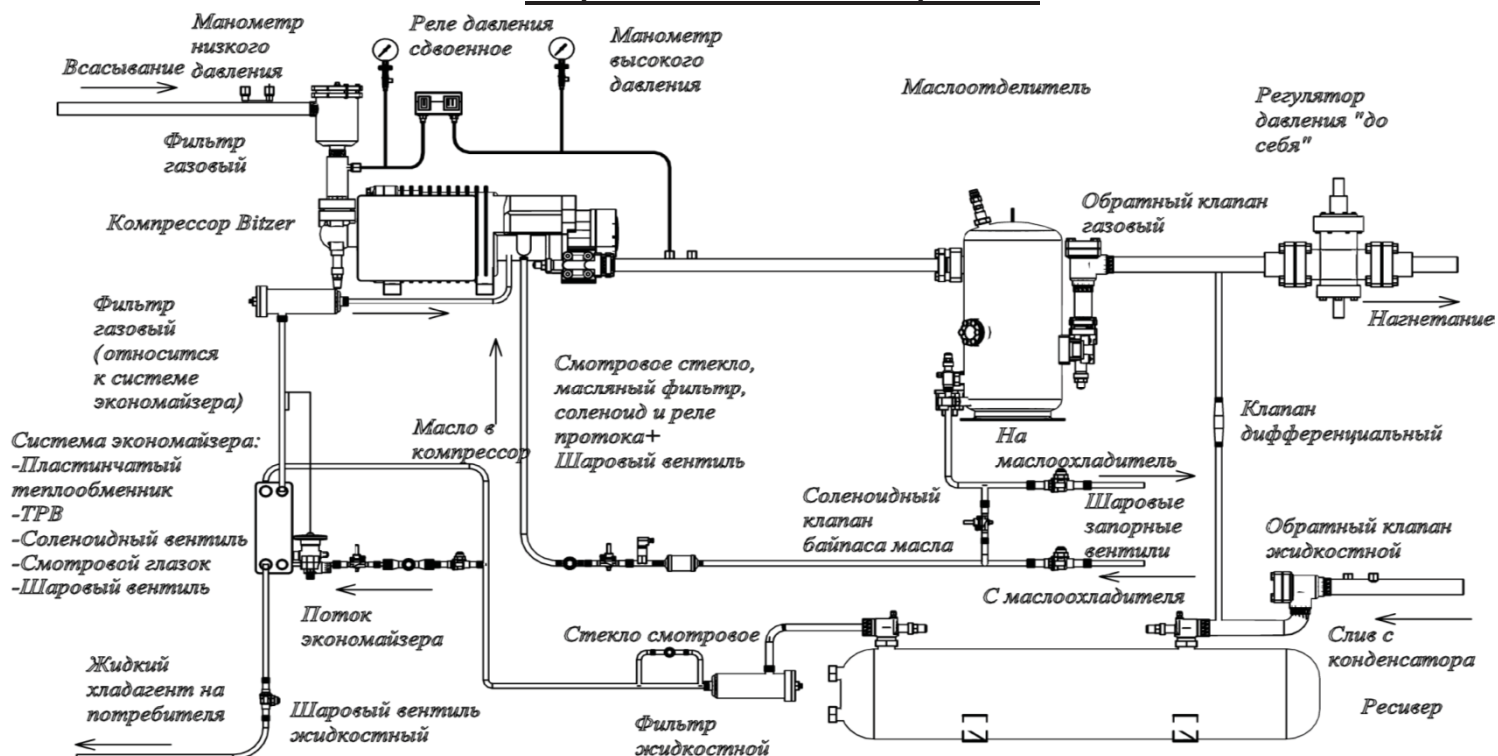 Манометр
низкого
давления
Реле давления
сдвоенное
Манометр
высокого
давления
Всасывание
Маслоотделитель
Регулятор
давления "до
себя"
Фильтр
газовый
Компрессор Bitzer
Обратный клапан
газовый
Фильтр
газовый
(относится
к системе
экономайзера)
Нагнетание
Смотровое стекло,
масляный фильтр,
соленоид и реле
протока+
Шаровый вентиль
Масло в
компрессор
Клапан
дифференциальный
На
маслоохладитель
Система экономайзера:
-Пластинчатый
теплообменник
-ТРВ
-Соленоидный вентиль
-Смотровой глазок
-Шаровый вентиль
Соленоидный
клапан
байпаса масла
Шаровые
запорные
вентили
Обратный клапан
жидкостной
С маслоохладителя
Поток
экономайзера
Стекло смотровое
Слив с
конденсатора
Жидкий
хладагент на
потребителя
Шаровый вентиль
жидкостный
Фильтр
жидкостной
Ресивер